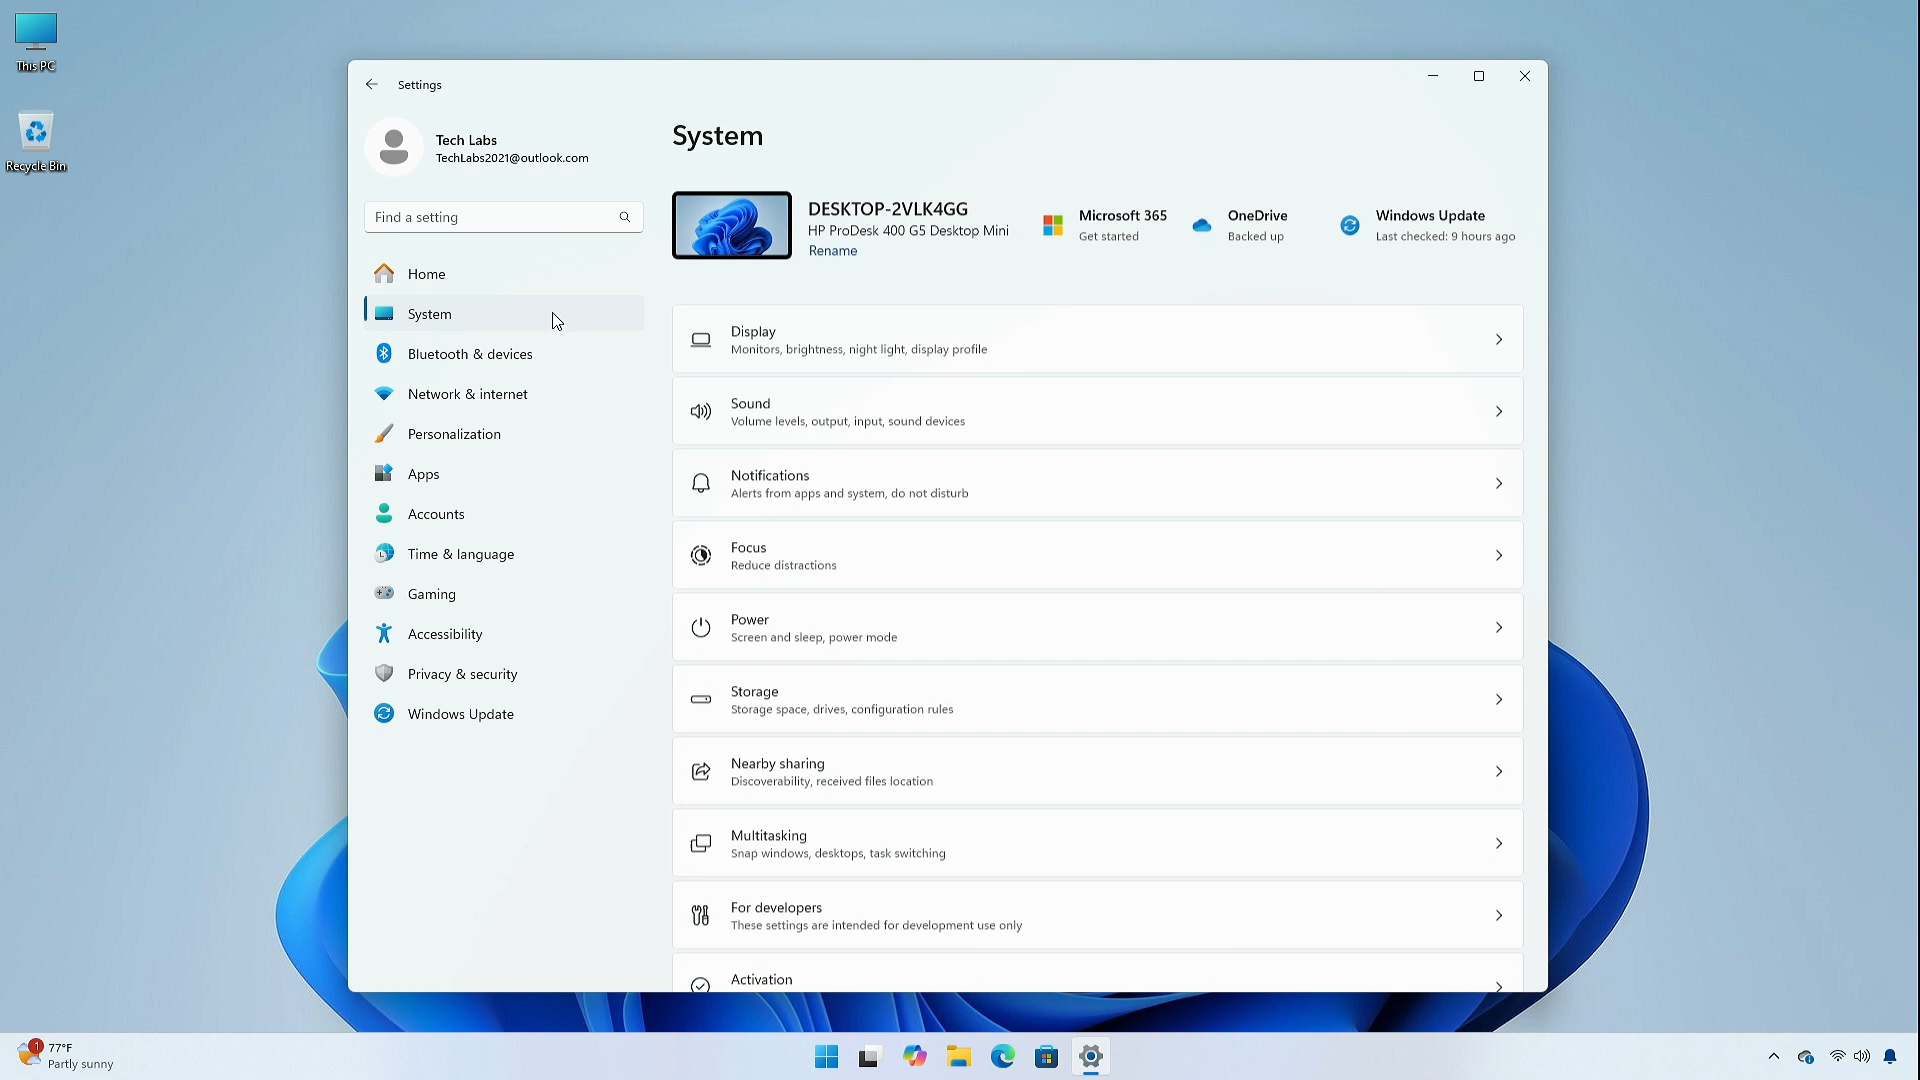 This PC
Recycle Bin
Settings
Tech Labs
TechLabs2021@outlook.com
Find a setting
Home
System
Bluetooth & devices
Network & internet
Personalization
Apps
Accounts
Time & language
Gaming
Accessibility
Privacy & security
Windows Update
System
DESKTOP-2VLK4GG
HP ProDesk 400 G5 Desktop Mini
Rename
Microsoft 365
Get started
OneDrive
Backed up
Windows Update
Last checked: 9 hours ago
Display
Monitors, brightness, night light, display profile
Sound
Volume levels, output, input, sound devices
Notifications
Alerts from apps and system, do not disturb
Focus
Reduce distractions
Power
Screen and sleep, power mode
Storage
Storage space, drives, configuration rules
Nearby sharing
Discoverability, received files location
Multitasking
Snap windows, desktops, task switching
For developers
These settings are intended for development use only
Activation
1
77°F
Partly sunny